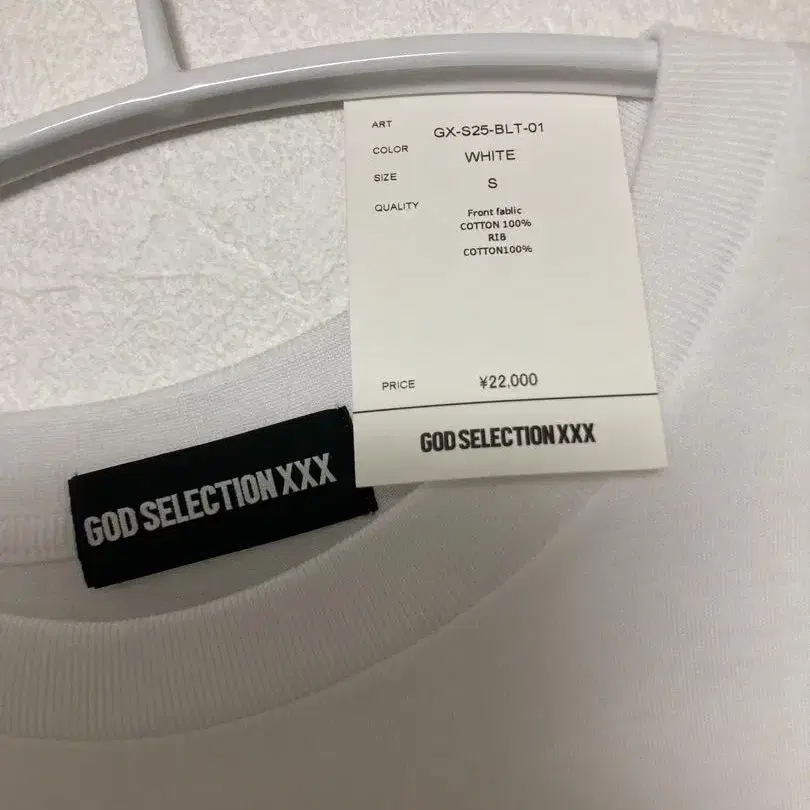 ART GX-S25-BLT-01
COLOR WHITE
SIZE S
QUALITY Front fablic
COTTON 100%
RIB
COTTON100%
PRICE ¥22,000
GOD SELECTION XXX
GOD SELECTION XXX